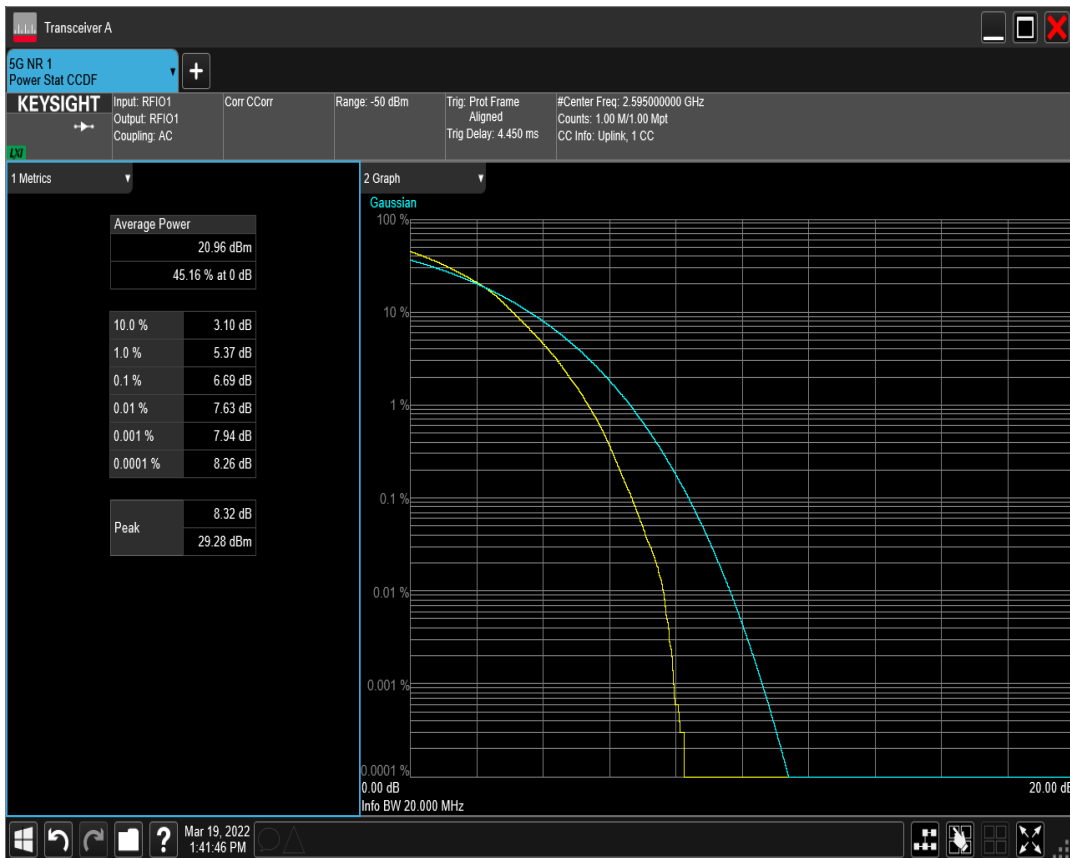 Transceiver A
5G NR 1
Power Stat CCDF
+
KEYSIGHT
LXI
Input: RFIO1
Output: RFIO1
Coupling: AC
Corr CCorr
Range: -50 dBm
Trig: Prot Frame
Aligned
Trig Delay: 4.450 ms
#Center Freq: 2.595000000 GHz
Counts: 1.00 M/1.00 Mpt
CC Info: Uplink, 1 CC
1 Metrics
Average Power
20.96 dBm
45.16 % at 0 dB
10.0 % 3.10 dB
1.0 % 5.37 dB
0.1 % 6.69 dB
0.01 % 7.63 dB
0.001 % 7.94 dB
0.0001 % 8.26 dB
Peak
8.32 dB
29.28 dBm
2 Graph
Gaussian
100 %
10 %
1 %
0.1 %
0.01 %
0.001 %
0.0001 %
0.00 dB
20.00 dB
Info BW 20.000 MHz
?
Mar 19, 2022
1:41:46 PM